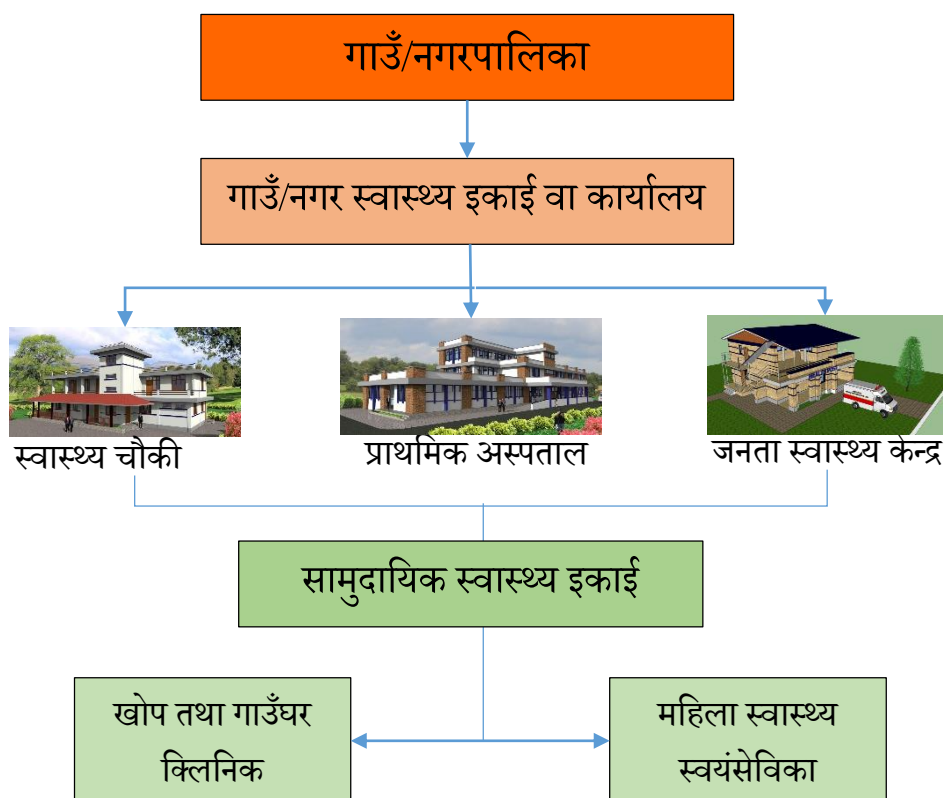 गाउँ/नगरपालिका
गाउँ/नगर स्वास्थ्य इकाई वा कार्यालय
स्वास्थ्य चौकी
प्राथमिक अस्पताल
जनता स्वास्थ्य केन्द्र
सामुदायिक स्वास्थ्य इकाई
खोप तथा गाउँघर
क्लिनिक
महिला स्वास्थ्य
स्वयंसेविका